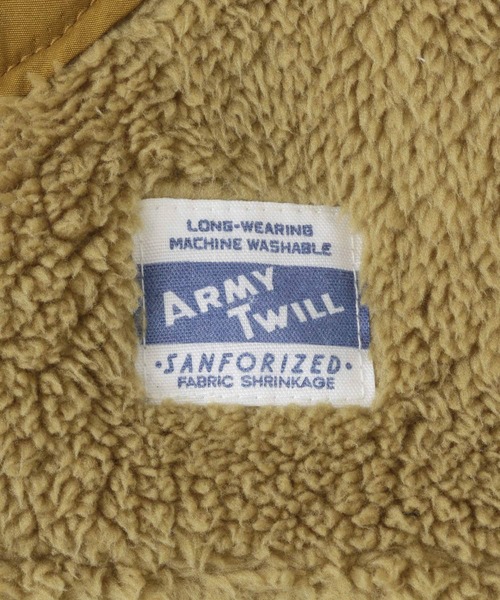 LONG-WEARING
MACHINE WASHABLE
ARMY
TWILL
·SANFORIZED·
FABRIC SHRINKAGE